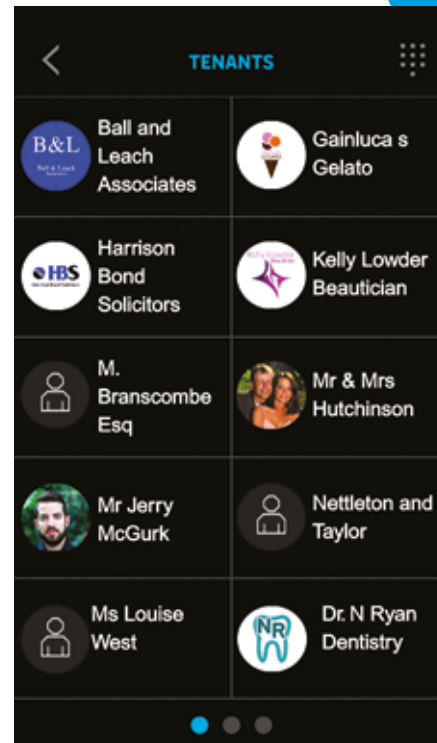 TENANTS
B&L
Ball and
Leach
Associates
Gainluca s
Gelato
HBS
Harrison
Bond
Solicitors
Kelly Lowder
Beautician
M.
Branscombe
Esq
Mr & Mrs
Hutchinson
Mr Jerry
McGurk
Nettleton and
Taylor
Ms Louise
West
NR
Dr. N Ryan
Dentistry